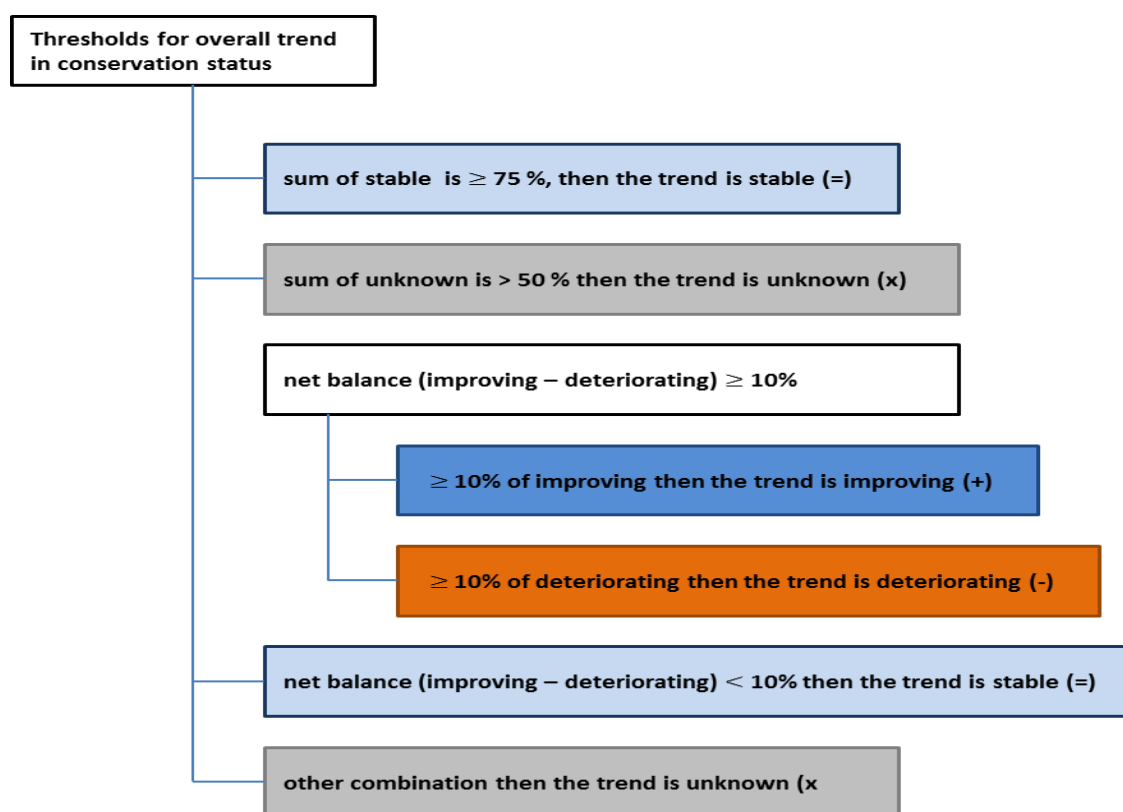 Thresholds for overall trend
in conservation status
sum of stable is ≥ 75 %, then the trend is stable (=)
sum of unknown is > 50 % then the trend is unknown (x)
net balance (improving – deteriorating) ≥ 10%
≥ 10% of improving then the trend is improving (+)
≥ 10% of deteriorating then the trend is deteriorating (-)
net balance (improving – deteriorating) < 10% then the trend is stable (=)
other combination then the trend is unknown (x